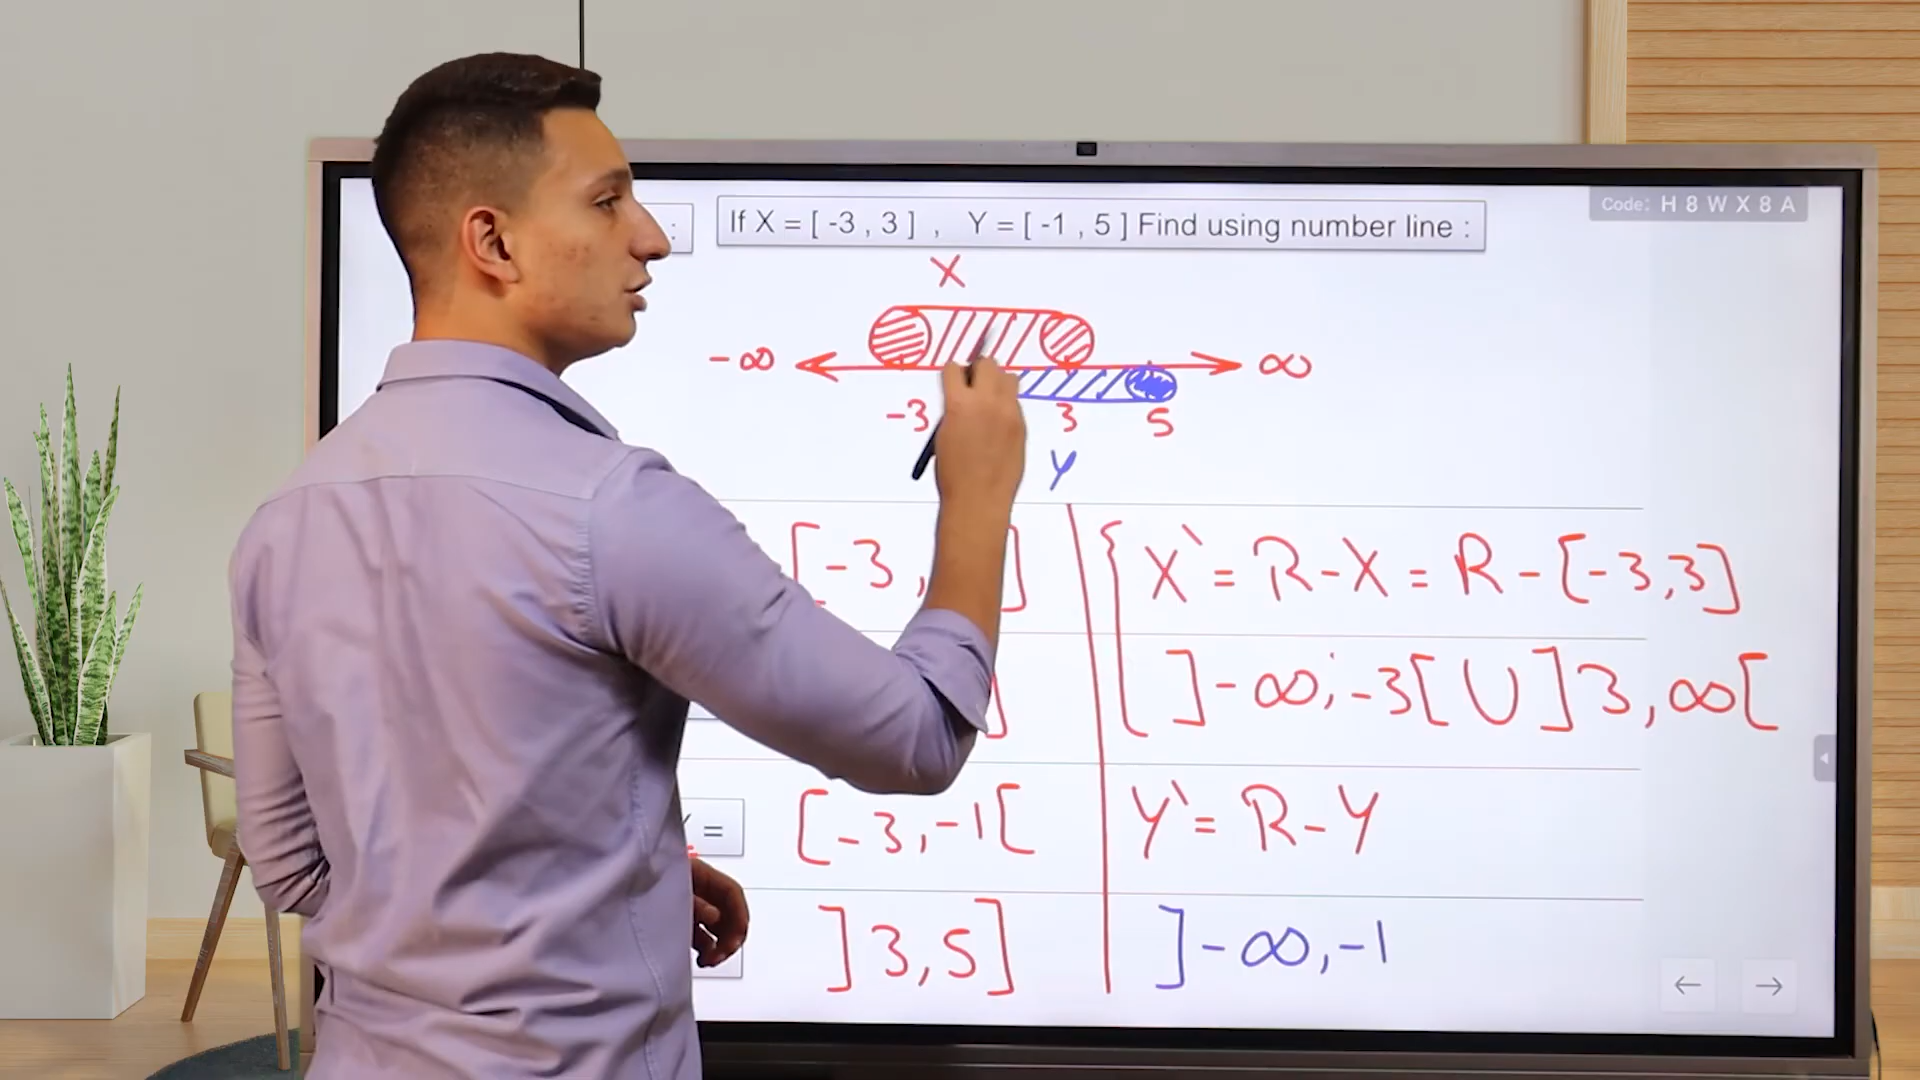 Code: H 8 W X 8 A
:
If X = [ -3 , 3 ] , Y = [ -1 , 5 ] Find using number line :
X
-∞
∞
-3
3
5
Y
[-3,
]
X` = R-X = R-[-3,3]
]
]-∞,-3[ U ]3,∞[
=
[-3,-1[
Y` = R-Y
]3,5]
]-∞,-1
← →